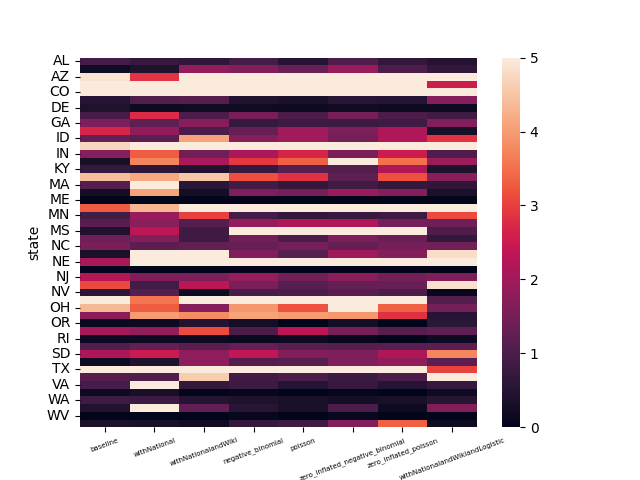 state
AL
AZ
CO
DE
GA
ID
IN
KY
MA
ME
MN
MS
NC
NE
NJ
NV
OH
OR
RI
SD
TX
VA
WA
WV
baseline
withNational
withNationalandWiki
negative_binomial
poisson
zero_inflated_negative_binomial
zero_inflated_poisson
withNationalandWikiandLogistic
5
4
3
2
1
0